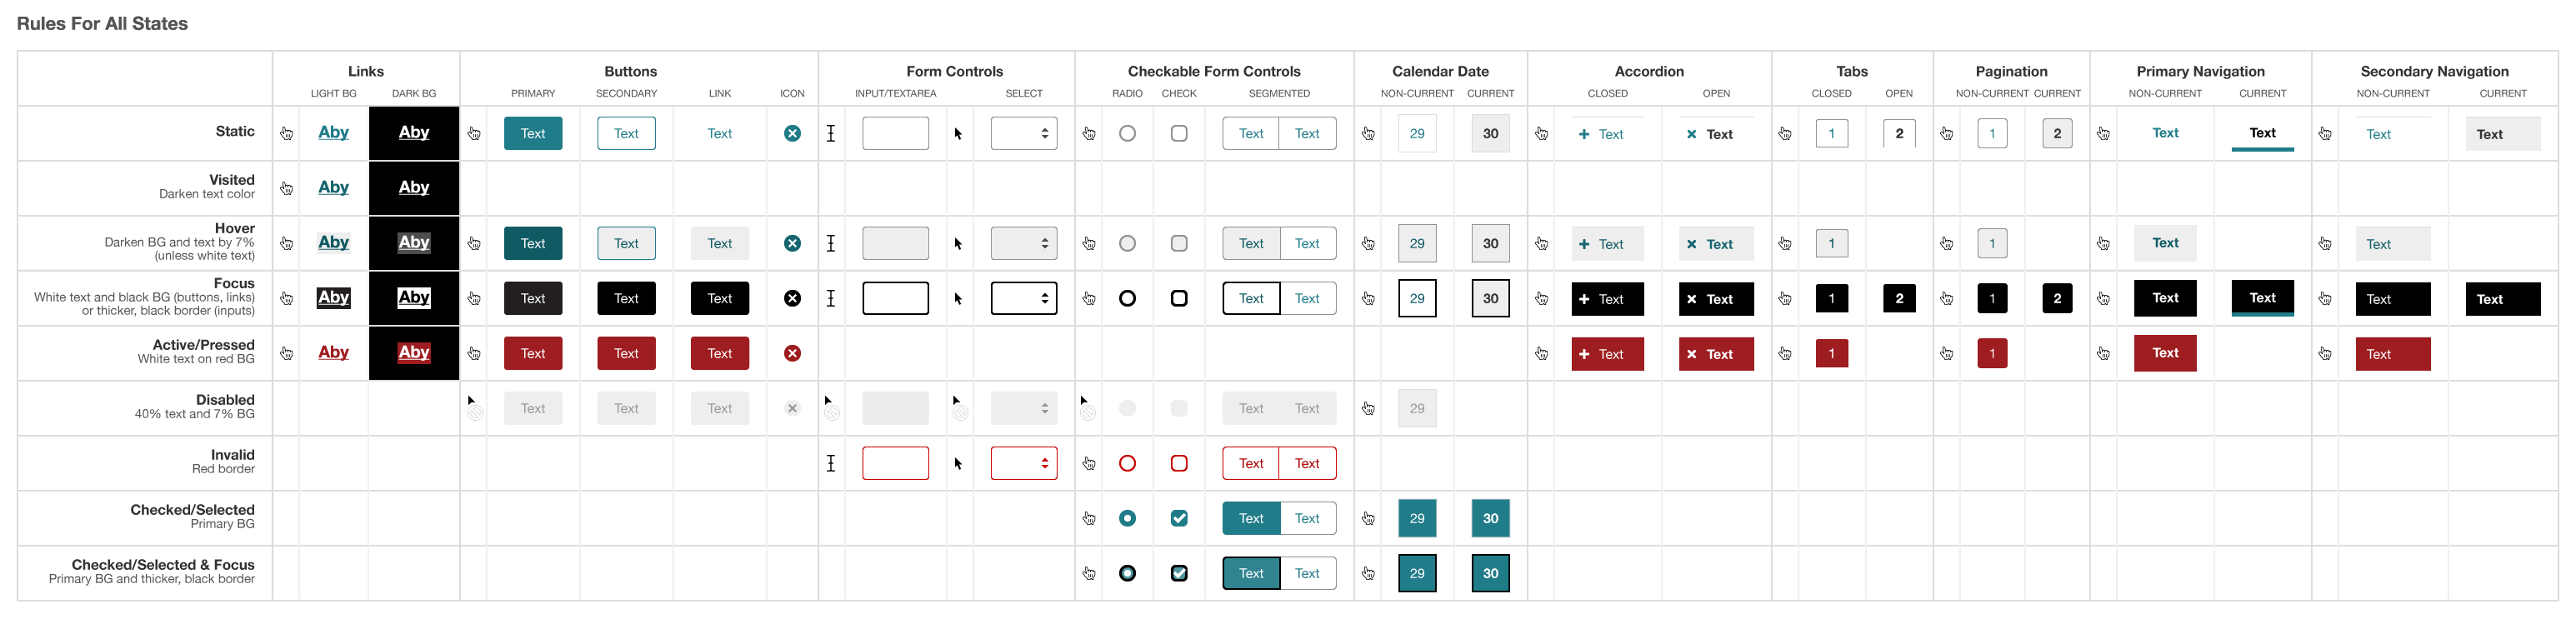 Rules For All States
Links Buttons Form Controls Checkable Form Controls Calendar Date Accordion Tabs Pagination Primary Navigation Secondary Navigation
LIGHT BG DARK BG PRIMARY SECONDARY LINK ICON INPUT/TEXTAREA SELECT RADIO CHECK SEGMENTED NON-CURRENT CURRENT CLOSED OPEN CLOSED OPEN NON-CURRENT CURRENT NON-CURRENT CURRENT NON-CURRENT CURRENT
Static Aby Aby Text Text Text Text Text 29 30 Text Text 1 2 1 2 Text Text Text Text
Visited Aby Aby
Darken text color
Hover
Darken BG and text by 7% Aby Aby Text Text Text Text Text 29 30 Text Text 1 1 Text Text
(unless white text)
Focus
White text and black BG (buttons, links) Aby Aby Text Text Text Text Text 29 30 Text Text 1 2 1 2 Text Text Text Text
or thicker, black border (inputs)
Active/Pressed Aby Aby Text Text Text Text Text 1 1 Text Text
White text on red BG
Disabled Text Text Text Text Text 29
40% text and 7% BG
Invalid Text Text
Red border
Checked/Selected Text Text 29 30
Primary BG
Checked/Selected & Focus Text Text 29 30
Primary BG and thicker, black border